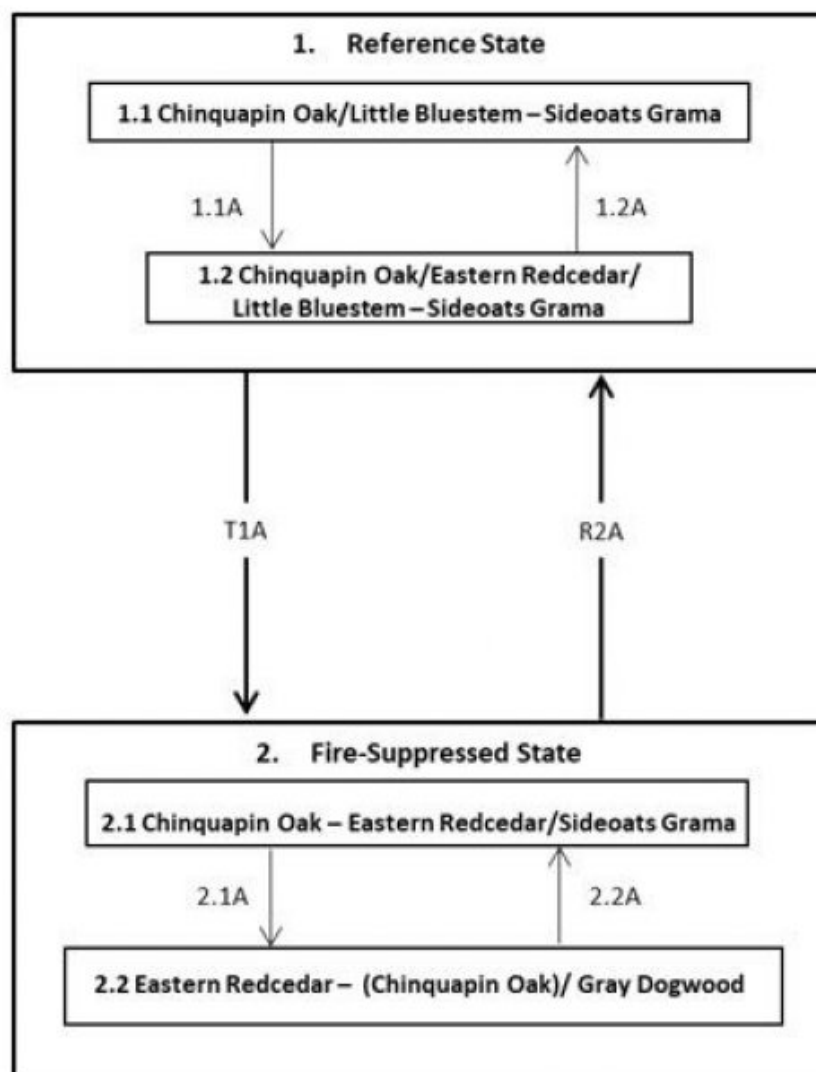 1. Reference State
1.1 Chinquapin Oak/Little Bluestem – Sideoats Grama
1.1A
1.2A
1.2 Chinquapin Oak/Eastern Redcedar/
Little Bluestem – Sideoats Grama
T1A
R2A
2. Fire-Suppressed State
2.1 Chinquapin Oak – Eastern Redcedar/Sideoats Grama
2.1A
2.2A
2.2 Eastern Redcedar – (Chinquapin Oak)/ Gray Dogwood